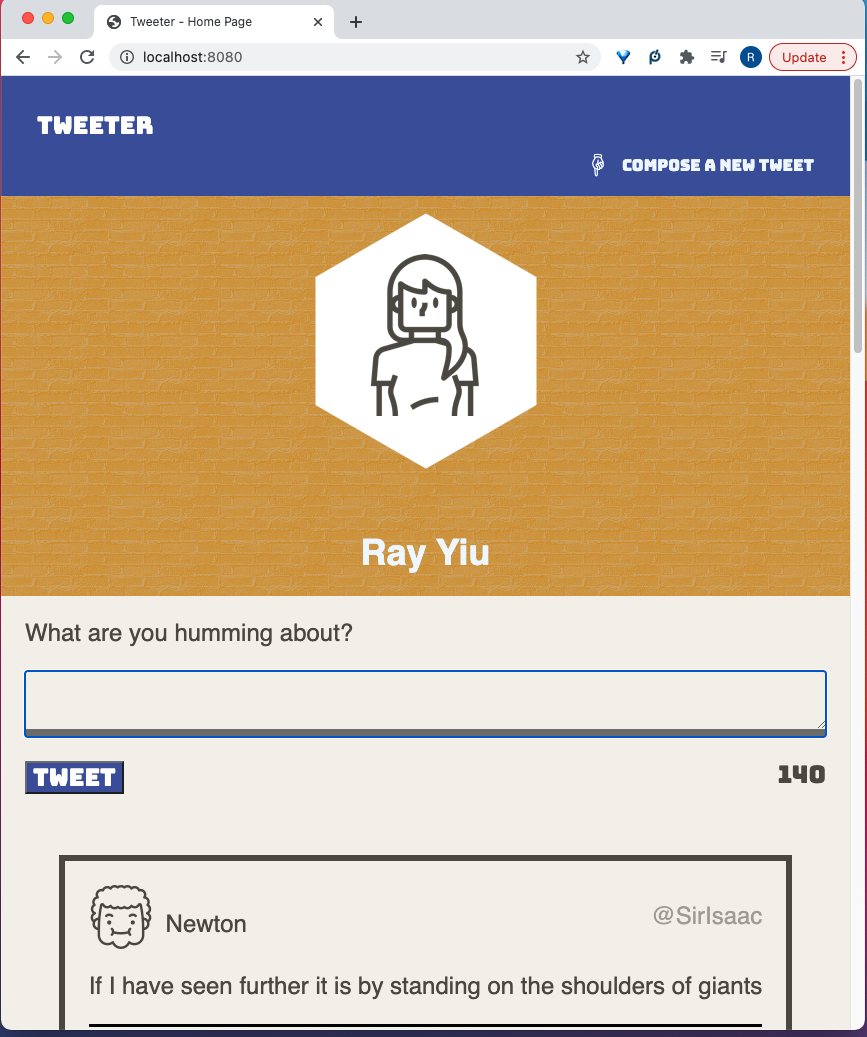 Tweeter - Home Page
localhost:8080
R
Update
TWEETER
COMPOSE A NEW TWEET
Ray Yiu
What are you humming about?
TWEET
140
Newton
@SirIsaac
If I have seen further it is by standing on the shoulders of giants